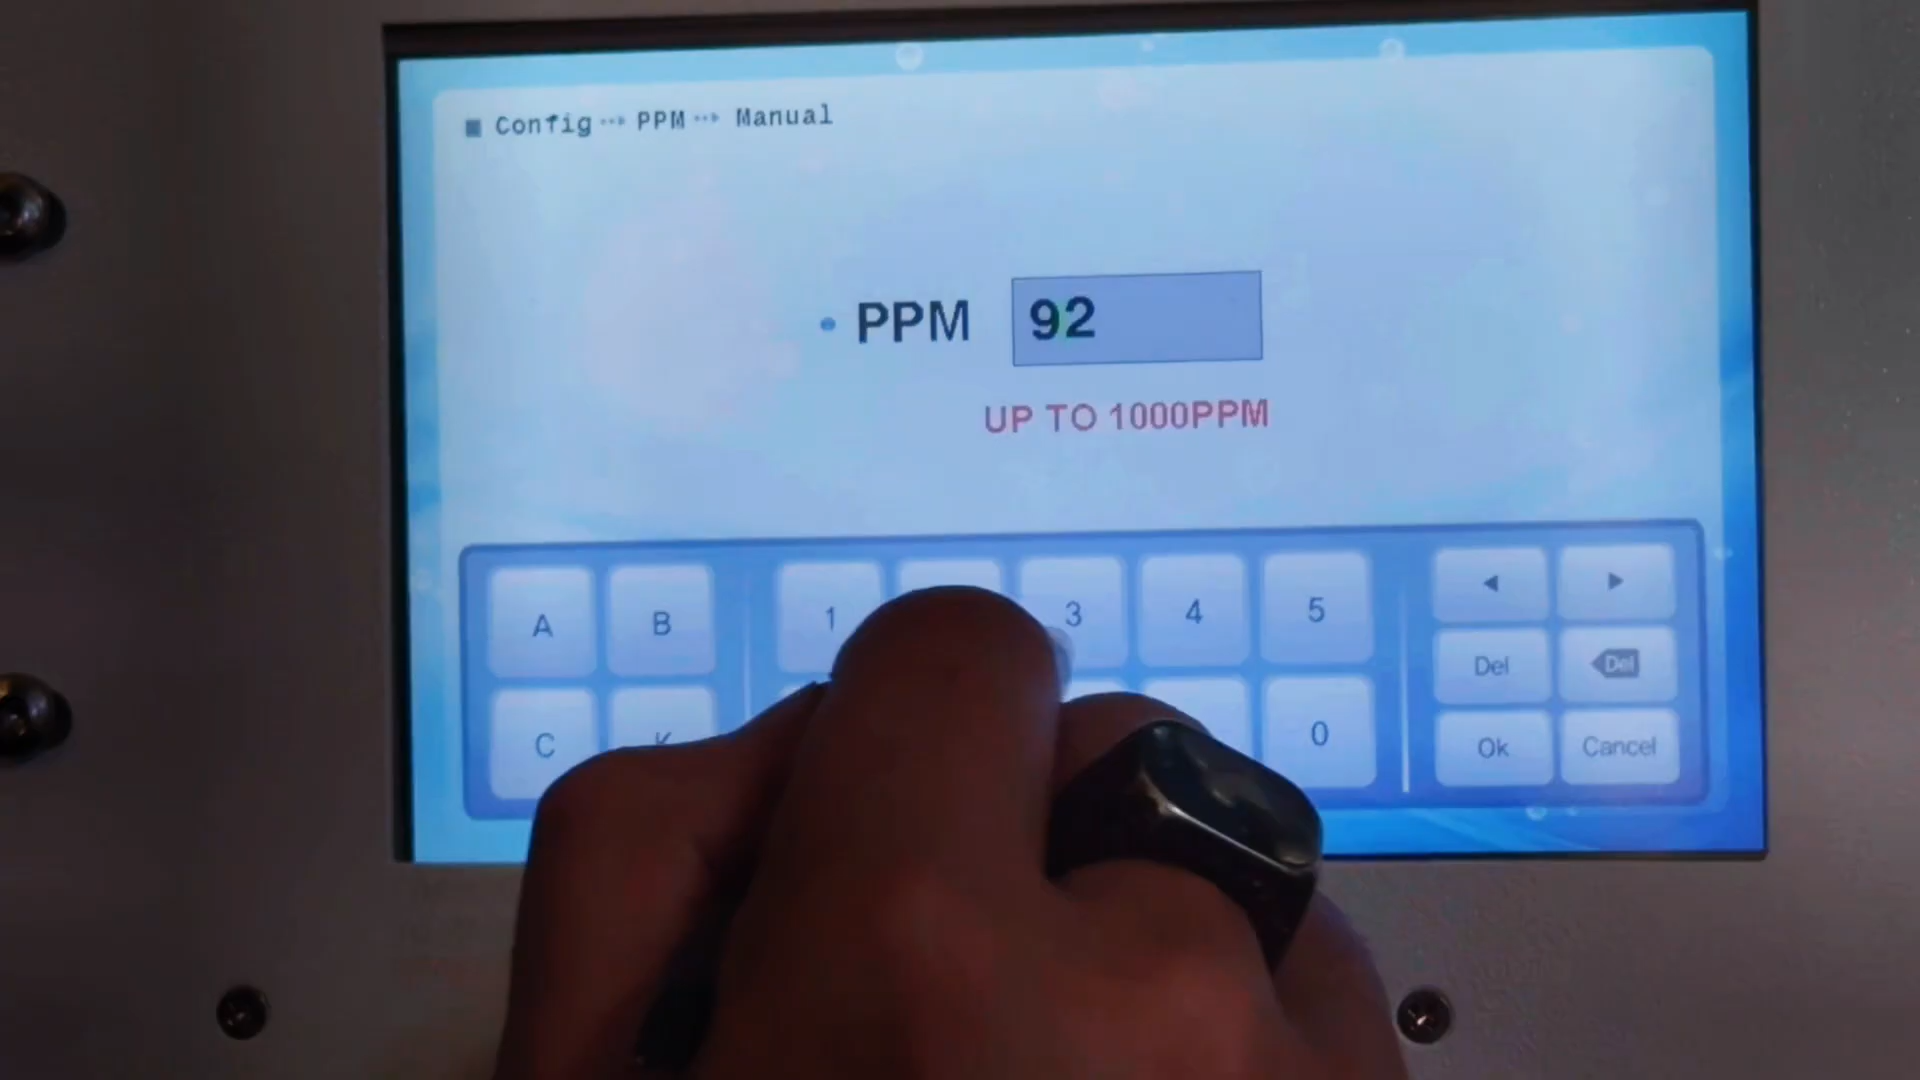 ■ Config ··▸ PPM ··▸ Manual
• PPM 92
UP TO 1000PPM
A B 1 3 4 5 ◀ ▶
Del Del
C 0 Ok Cancel